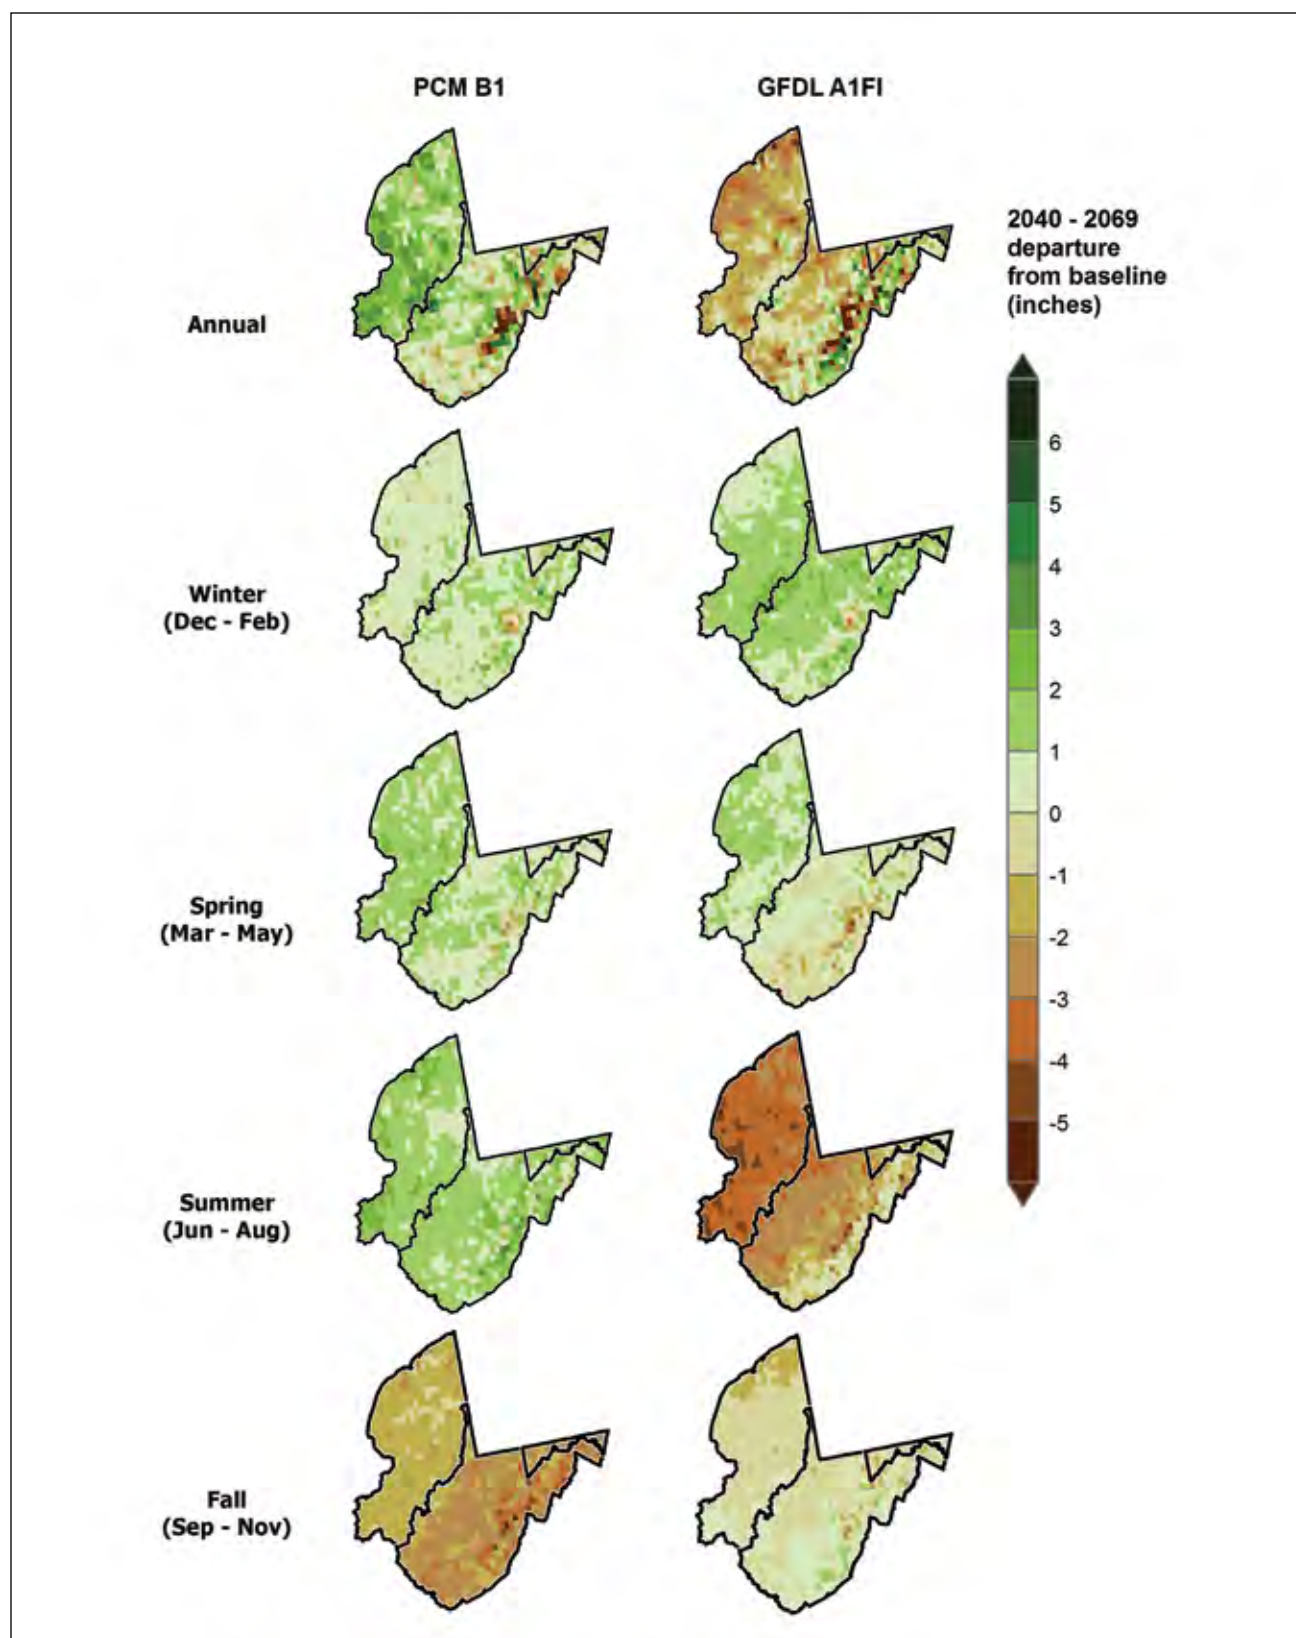 PCM B1
GFDL A1FI
2040 - 2069
departure
from baseline
(inches)
Annual
6
5
4
3
2
1
0
-1
-2
-3
-4
-5
Winter
(Dec - Feb)
Spring
(Mar - May)
Summer
(Jun - Aug)
Fall
(Sep - Nov)